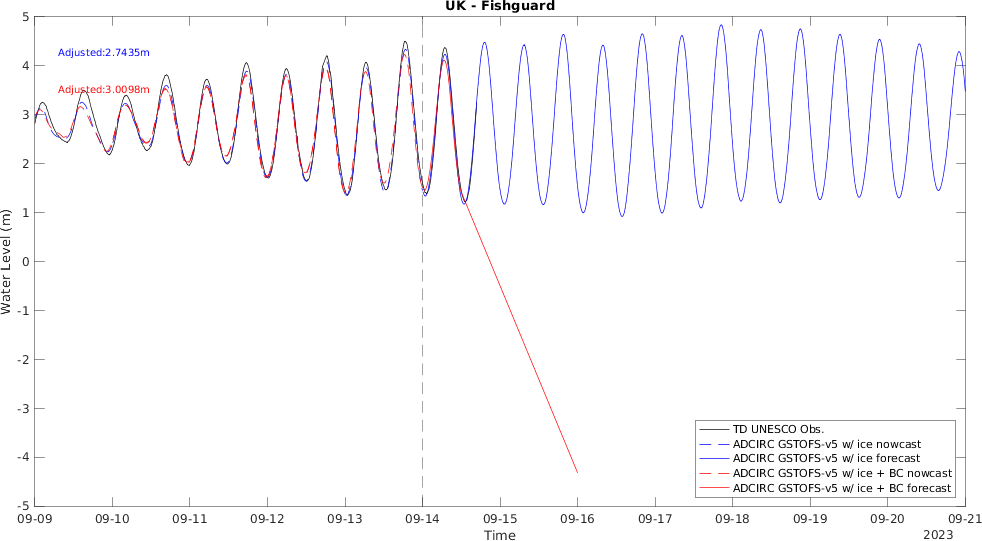 UK - Fishguard
Adjusted:2.7435m
Adjusted:3.0098m
Water Level (m)
5
4
3
2
1
0
-1
-2
-3
-4
-5
TD UNESCO Obs.
ADCIRC GSTOFS-v5 w/ ice nowcast
ADCIRC GSTOFS-v5 w/ ice forecast
ADCIRC GSTOFS-v5 w/ ice + BC nowcast
ADCIRC GSTOFS-v5 w/ ice + BC forecast
09-09 09-10 09-11 09-12 09-13 09-14 09-15 09-16 09-17 09-18 09-19 09-20 09-21
Time
2023